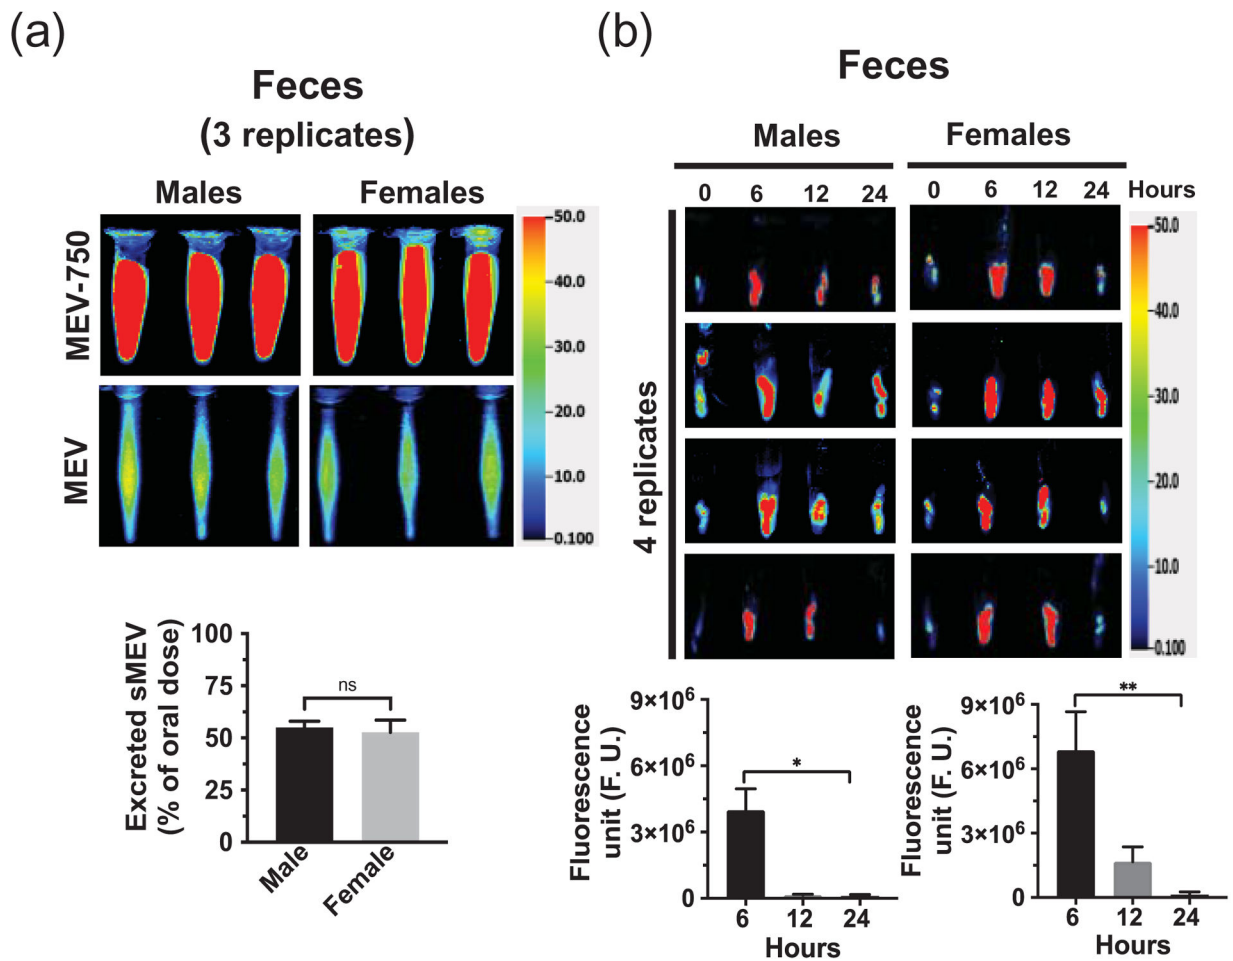 (a)
Feces
(3 replicates)
Males Females
MEV-750
MEV
50.0
40.0
30.0
20.0
10.0
0.100
Excreted sMEV
(% of oral dose)
100
75
50
25
0
ns
Male
Female
(b)
Feces
Males Females
0 6 12 24 0 6 12 24 Hours
4 replicates
50.0
40.0
30.0
20.0
10.0
0.100
Fluorescence
unit (F. U.)
9×10⁶
6×10⁶
3×10⁶
0
*
6 12 24
Hours
Fluorescence
unit (F. U.)
9×10⁶
6×10⁶
3×10⁶
0
**
6 12 24
Hours